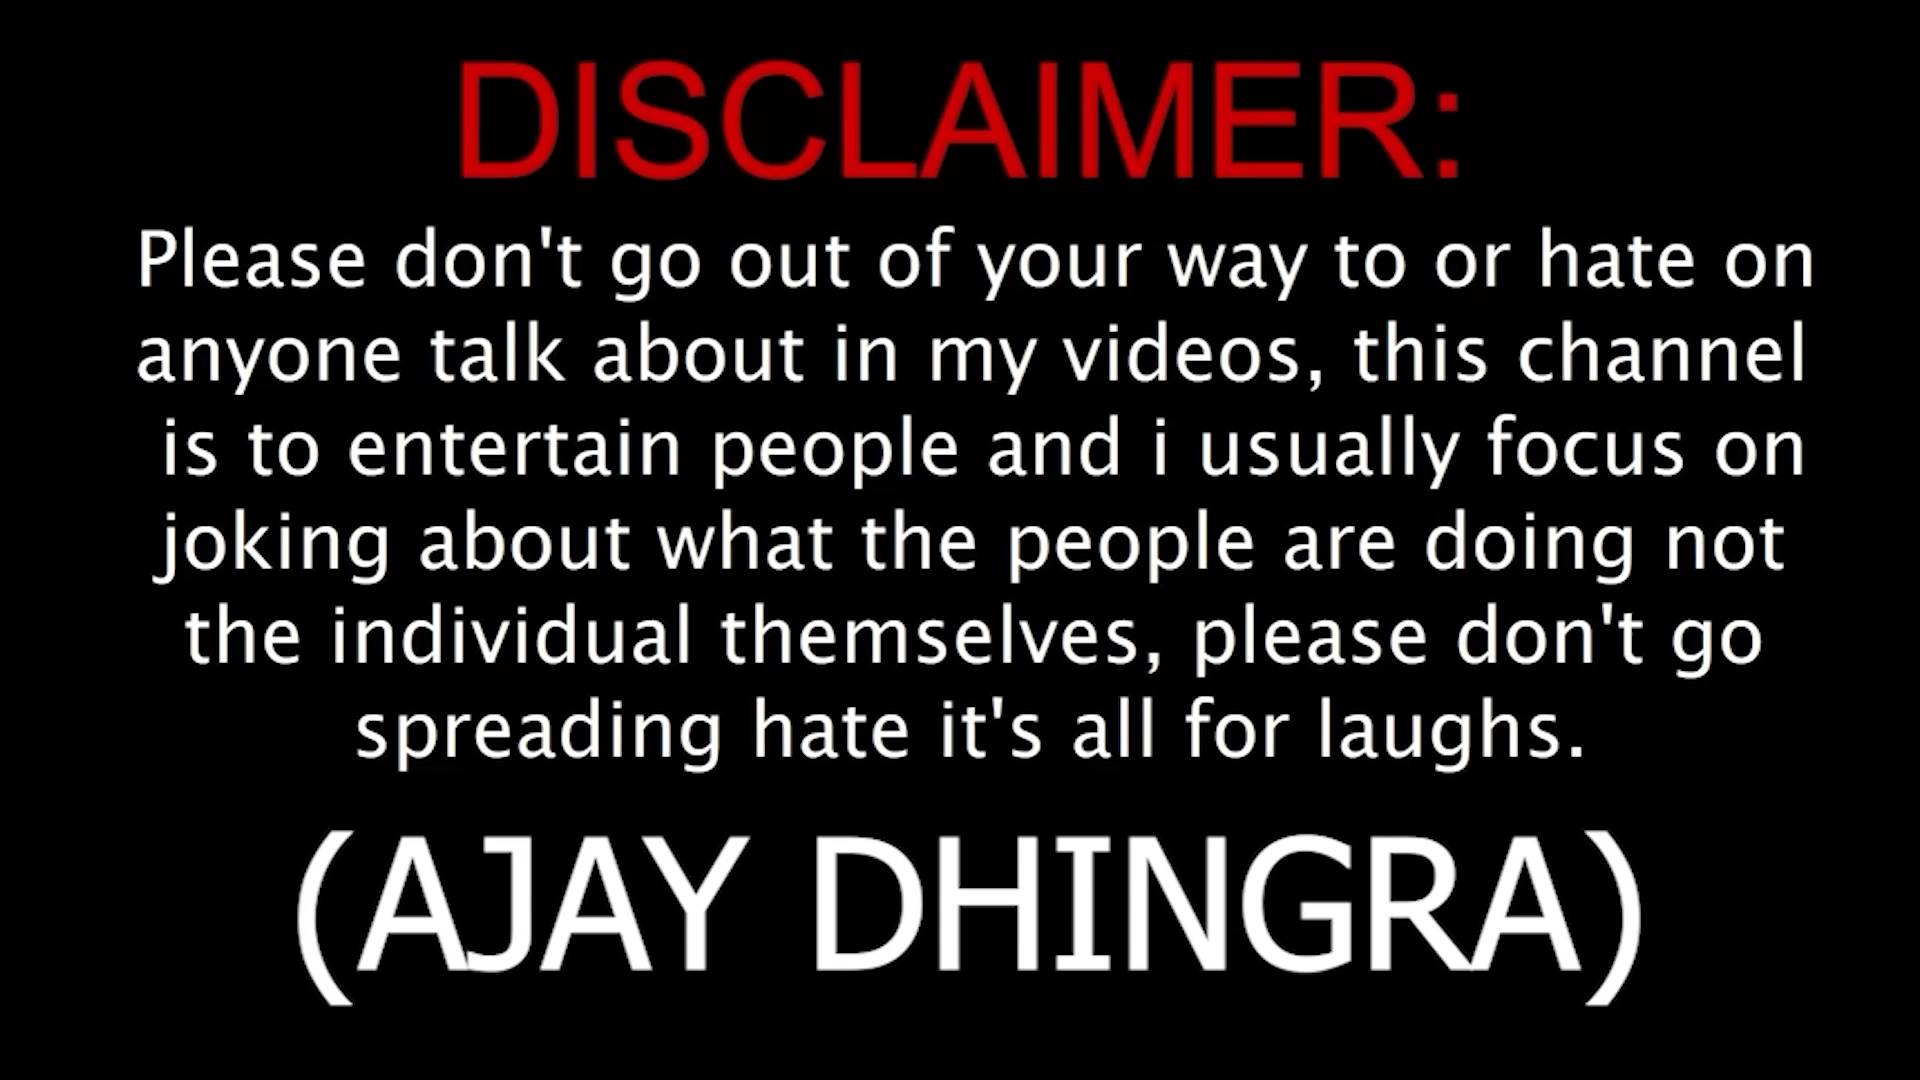 DISCLAIMER:
Please don't go out of your way to or hate on
anyone talk about in my videos, this channel
is to entertain people and i usually focus on
joking about what the people are doing not
the individual themselves, please don't go
spreading hate it's all for laughs.
(AJAY DHINGRA)